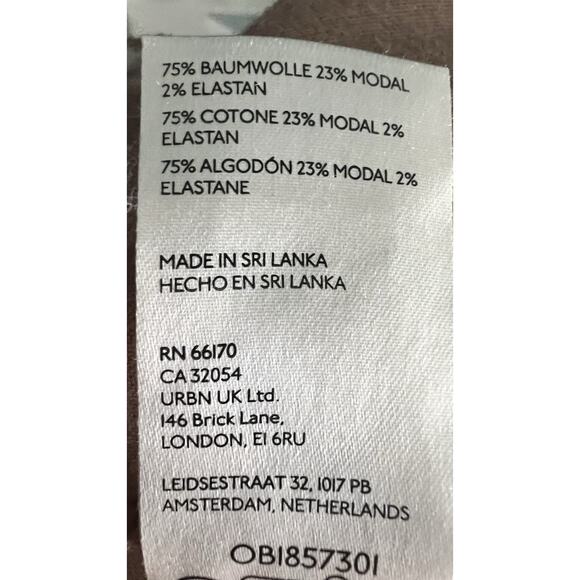 75% BAUMWOLLE 23% MODAL
2% ELASTAN
75% COTONE 23% MODAL 2%
ELASTAN
75% ALGODÓN 23% MODAL 2%
ELASTANE
MADE IN SRI LANKA
HECHO EN SRI LANKA
RN 66170
CA 32054
URBN UK Ltd.
146 Brick Lane,
LONDON, E1 6RU
LEIDSESTRAAT 32, 1017 PB
AMSTERDAM, NETHERLANDS
OB1857301